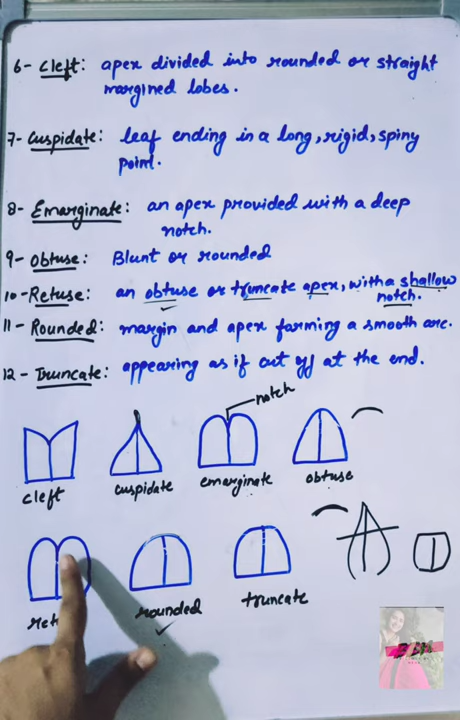 6- Cleft: apex divided into rounded or straight
margined lobes.
7- Cuspidate: leaf ending in a long, rigid, spiny
point.
8- Emarginate: an apex provided with a deep
notch.
9- Obtuse: Blunt or rounded
10- Retuse: an obtuse or truncate apex, with a shallow
notch.
11- Rounded: margin and apex forming a smooth arc.
12- Truncate: appearing as if cut off at the end.
notch
cleft cuspidate emarginate obtuse
ret rounded truncate